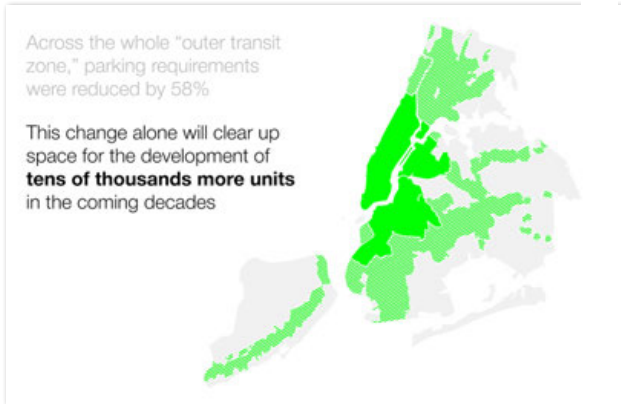 Across the whole “outer transit
zone,” parking requirements
were reduced by 58%
This change alone will clear up
space for the development of
tens of thousands more units
in the coming decades